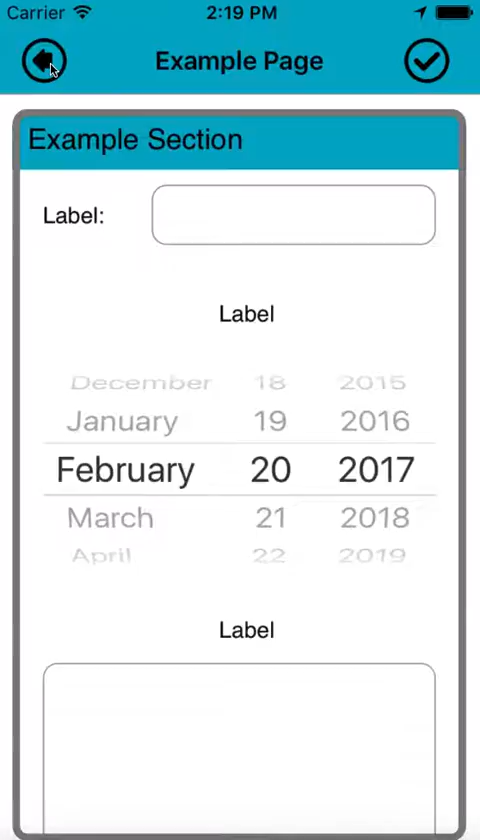 Carrier 2:19 PM
Example Page
Example Section
Label:
Label
December 18 2015
January 19 2016
February 20 2017
March 21 2018
April 22 2019
Label